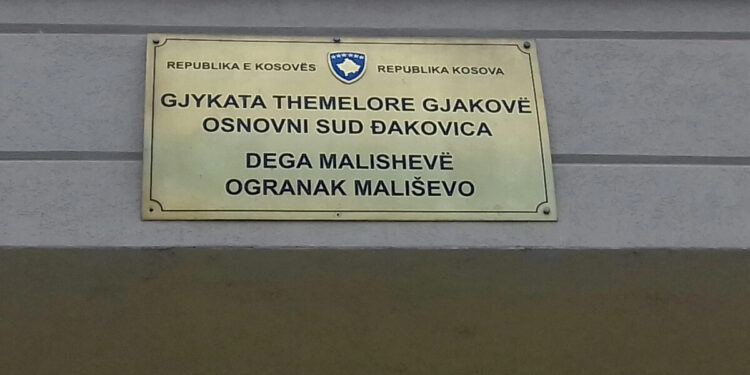 REPUBLIKA E KOSOVËS REPUBLIKA KOSOVA
GJYKATA THEMELORE GJAKOVË
OSNOVNI SUD ĐAKOVICA
DEGA MALISHEVË
OGRANAK MALIŠEVO